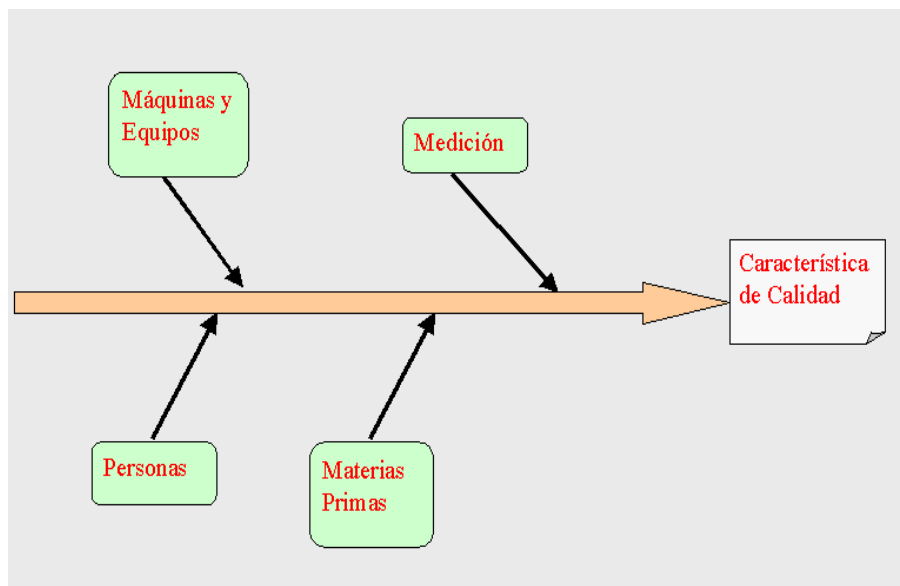 Máquinas y
Equipos
Medición
Característica
de Calidad
Personas
Materias
Primas